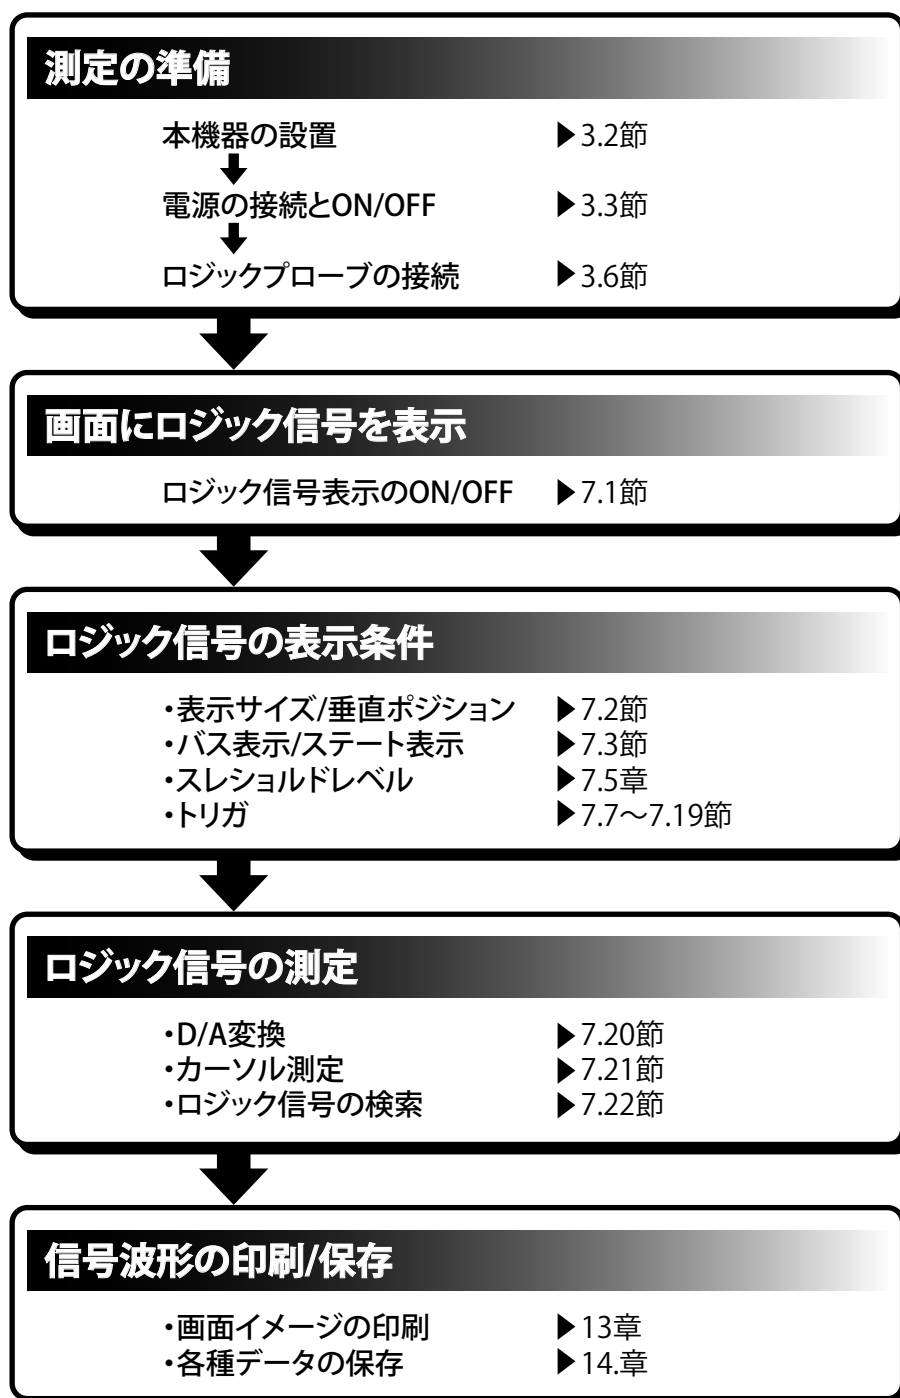 測定の準備
本機器の設置 ▶3.2節
電源の接続とON/OFF ▶3.3節
ロジックプローブの接続 ▶3.6節
画面にロジック信号を表示
ロジック信号表示のON/OFF ▶7.1節
ロジック信号の表示条件
・表示サイズ/垂直ポジション ▶7.2節
・バス表示/ステート表示 ▶7.3節
・スレショルドレベル ▶7.5章
・トリガ ▶7.7〜7.19節
ロジック信号の測定
・D/A変換 ▶7.20節
・カーソル測定 ▶7.21節
・ロジック信号の検索 ▶7.22節
信号波形の印刷/保存
・画面イメージの印刷 ▶13章
・各種データの保存 ▶14.章